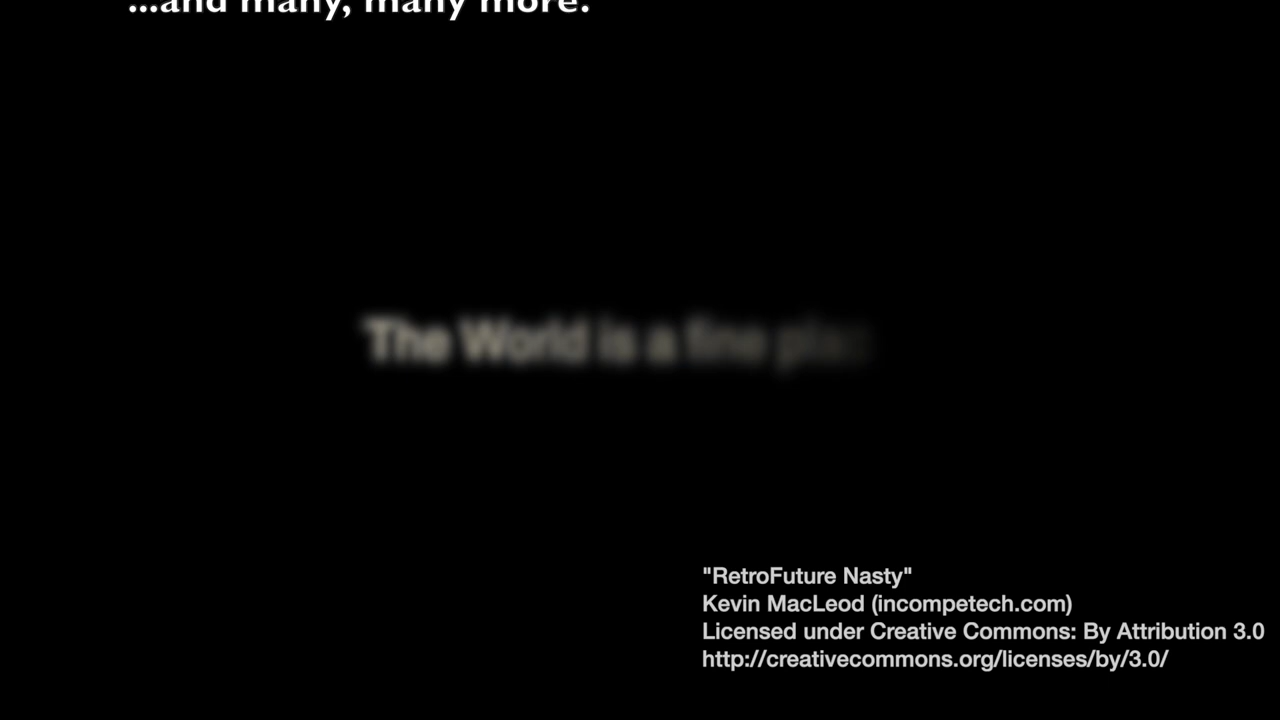 ...and many, many more.
The World is a fine
"RetroFuture Nasty"
Kevin MacLeod (incompetech.com)
Licensed under Creative Commons: By Attribution 3.0
http://creativecommons.org/licenses/by/3.0/